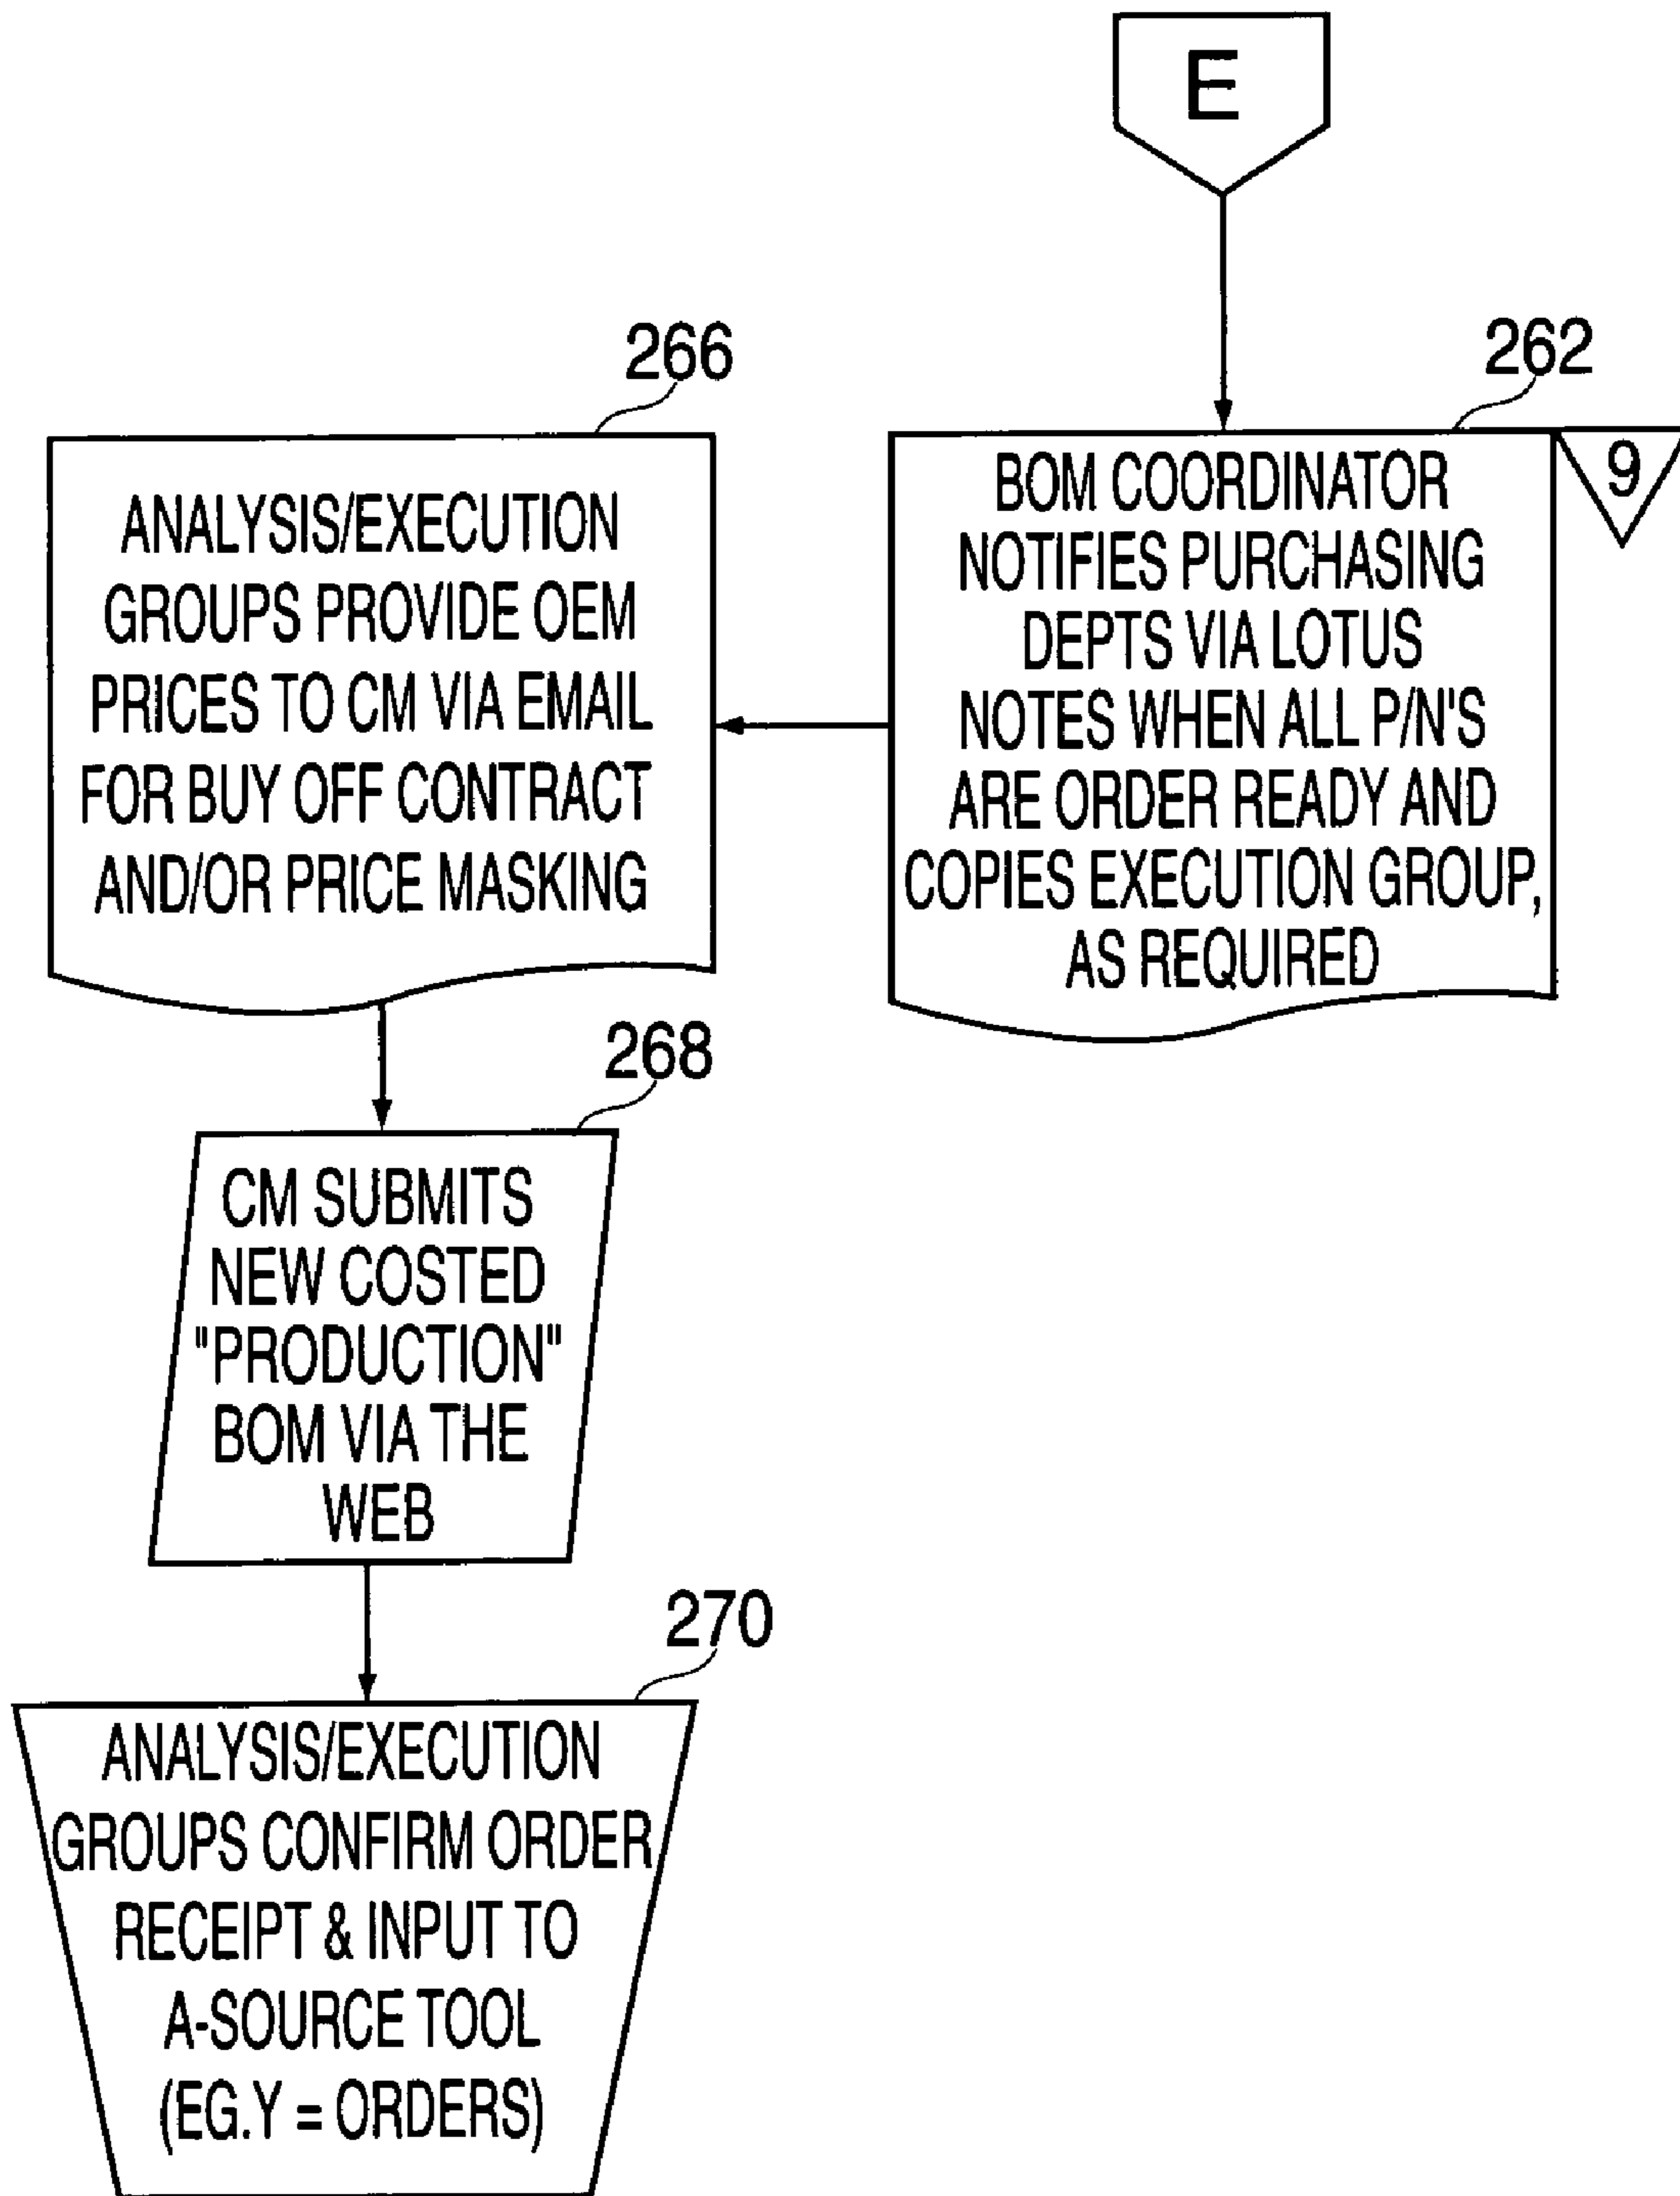 E
262
BOM COORDINATOR
NOTIFIES PURCHASING
DEPTS VIA LOTUS
NOTES WHEN ALL P/N'S
ARE ORDER READY AND
COPIES EXECUTION GROUP,
AS REQUIRED
9
266
ANALYSIS/EXECUTION
GROUPS PROVIDE OEM
PRICES TO CM VIA EMAIL
FOR BUY OFF CONTRACT
AND/OR PRICE MASKING
268
CM SUBMITS
NEW COSTED
"PRODUCTION"
BOM VIA THE
WEB
270
ANALYSIS/EXECUTION
GROUPS CONFIRM ORDER
RECEIPT & INPUT TO
A-SOURCE TOOL
(EG.Y = ORDERS)